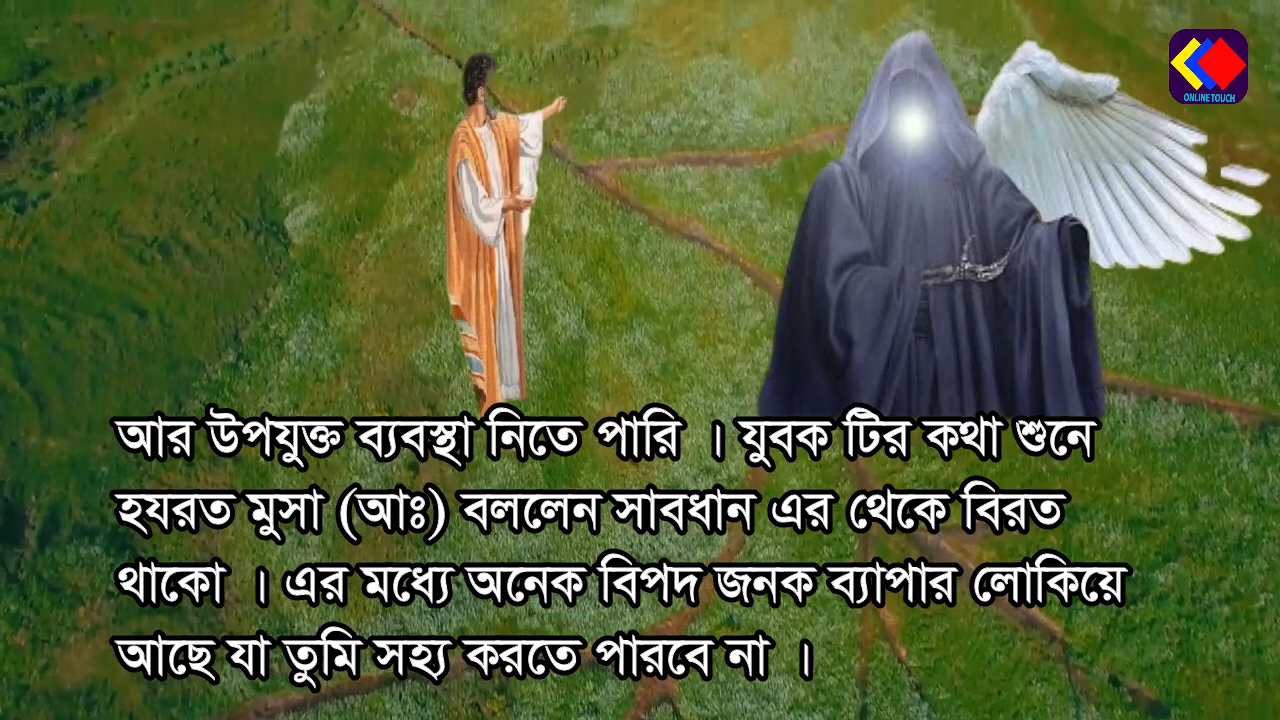 ONLINE TOUCH
আর উপযুক্ত ব্যবস্থা নিতে পারি । যুবক টির কথা শুনে
হযরত মুসা (আঃ) বললেন সাবধান এর থেকে বিরত
থাকো । এর মধ্যে অনেক বিপদ জনক ব্যাপার লোকিয়ে
আছে যা তুমি সহ্য করতে পারবে না ।